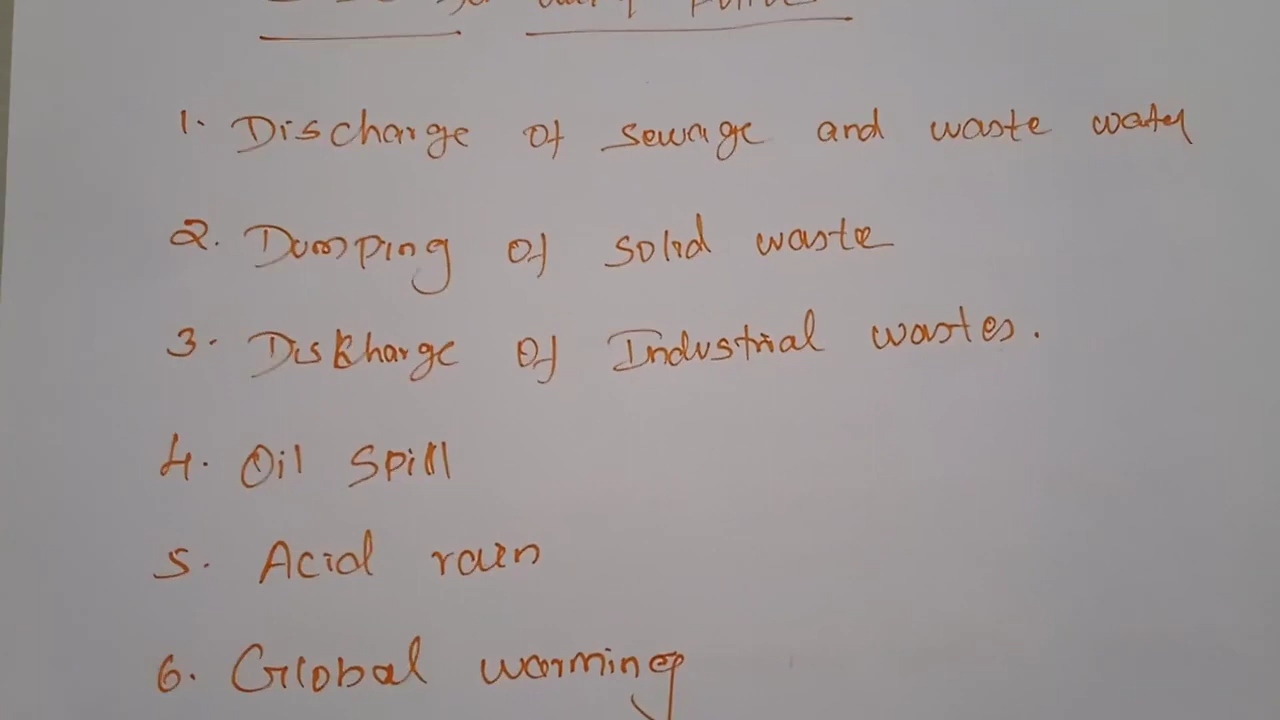 1. Discharge of sewage and waste water
2. Dumping of solid waste
3. Discharge of Industrial wastes.
4. Oil spill
5. Acid rain
6. Global warming